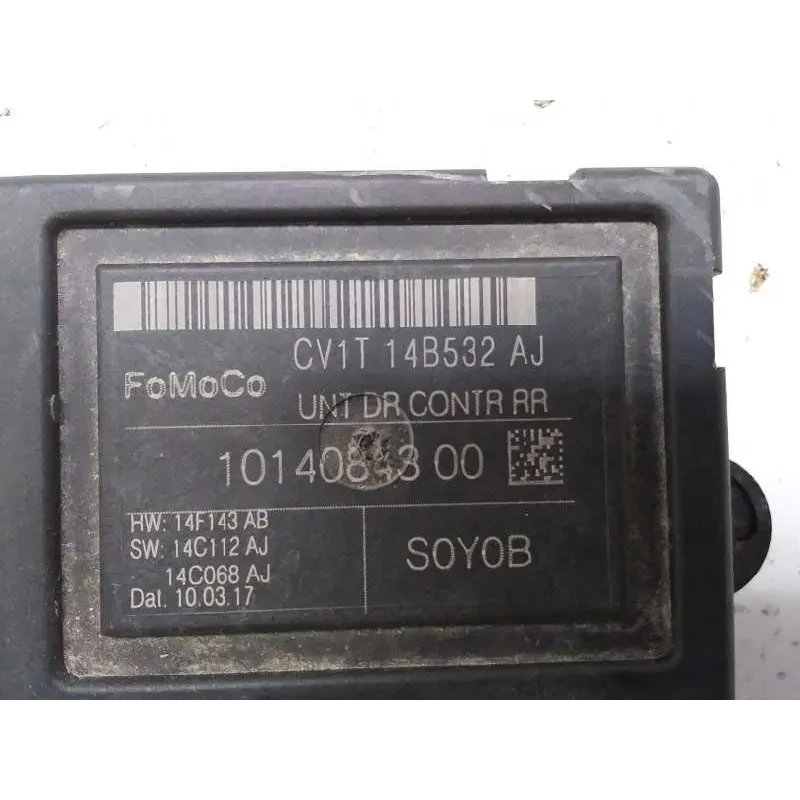 CV1T 14B532 AJ
FoMoCo
UNT DR CONTR RR
10140843 00
HW: 14F143 AB
SW: 14C112 AJ
14C068 AJ
Dat. 10.03.17
S0Y0B